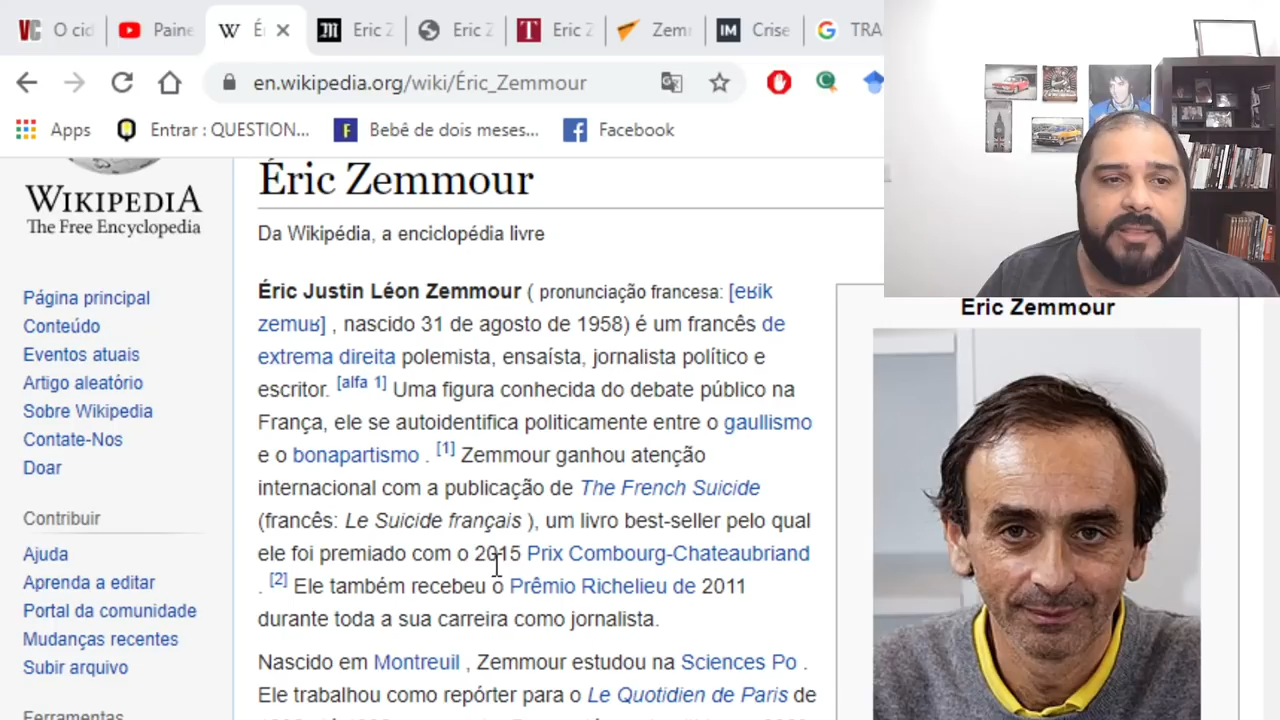 O cid
Paine
É
Eric Z
Eric Z
Eric Z
Zemr
IM
Crise
TRA
en.wikipedia.org/wiki/Éric_Zemmour
Apps
Entrar : QUESTION...
Bebé de dois meses...
Facebook
WIKIPEDIA
The Free Encyclopedia
Página principal
Conteúdo
Eventos atuais
Artigo aleatório
Sobre Wikipedia
Contate-Nos
Doar
Contribuir
Ajuda
Aprenda a editar
Portal da comunidade
Mudanças recentes
Subir arquivo
Ferramentas
Éric Zemmour
Da Wikipédia, a enciclopédia livre
Éric Justin Léon Zemmour ( pronunciação francesa: [eʁik
zemuʁ] , nascido 31 de agosto de 1958) é um francês de
extrema direita polemista, ensaísta, jornalista político e
escritor. [alfa 1] Uma figura conhecida do debate público na
França, ele se autoidentifica politicamente entre o gaullismo
e o bonapartismo . [1] Zemmour ganhou atenção
internacional com a publicação de The French Suicide
(francês: Le Suicide français ), um livro best-seller pelo qual
ele foi premiado com o 2015 Prix Combourg-Chateaubriand
. [2] Ele também recebeu o Prêmio Richelieu de 2011
durante toda a sua carreira como jornalista.
Nascido em Montreuil , Zemmour estudou na Sciences Po .
Ele trabalhou como repórter para o Le Quotidien de Paris de
Eric Zemmour